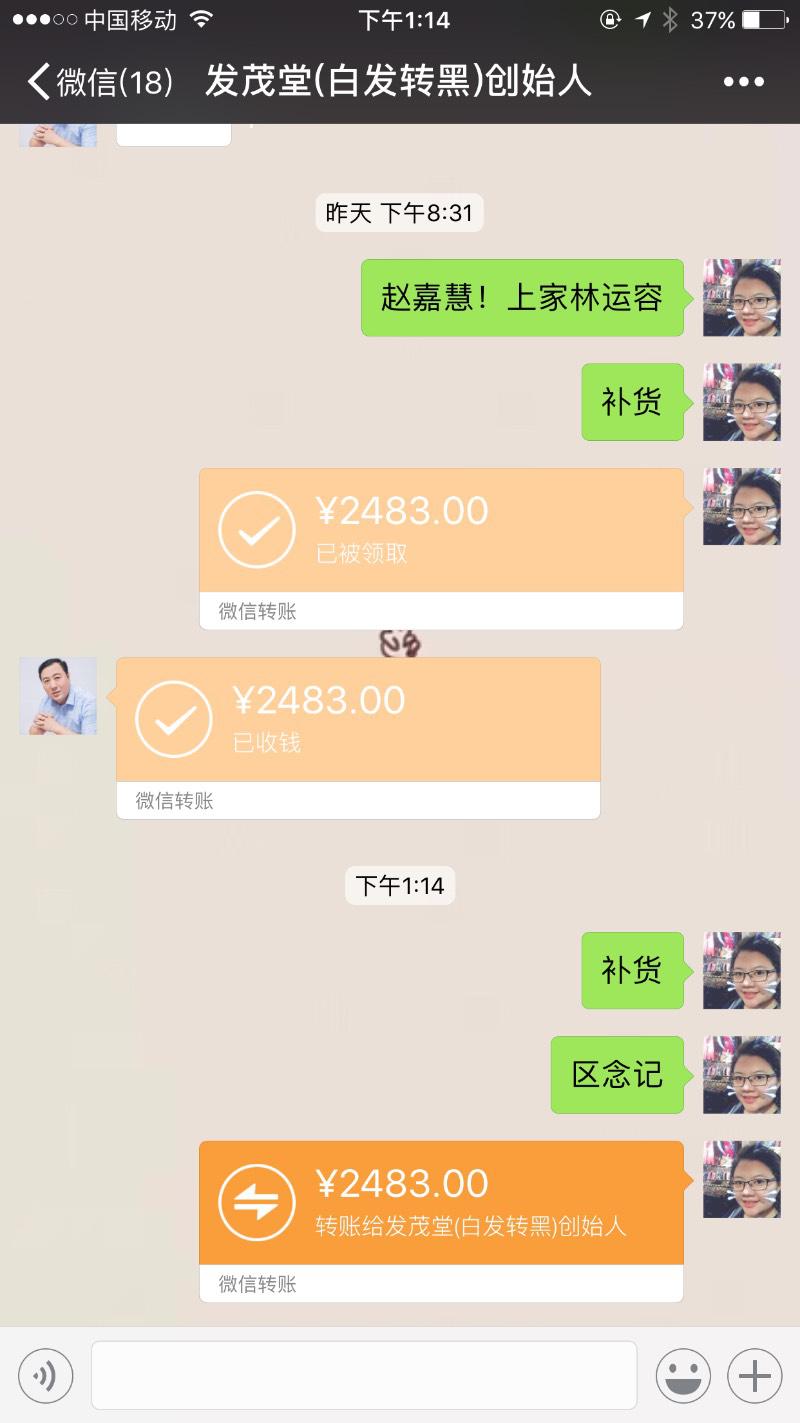 中国移动 下午1:14 37%
微信(18) 发茂堂(白发转黑)创始人
昨天 下午8:31
赵嘉慧！上家林运容
补货
¥2483.00
已被领取
微信转账
¥2483.00
已收钱
微信转账
下午1:14
补货
区念记
¥2483.00
转账给发茂堂(白发转黑)创始人
微信转账